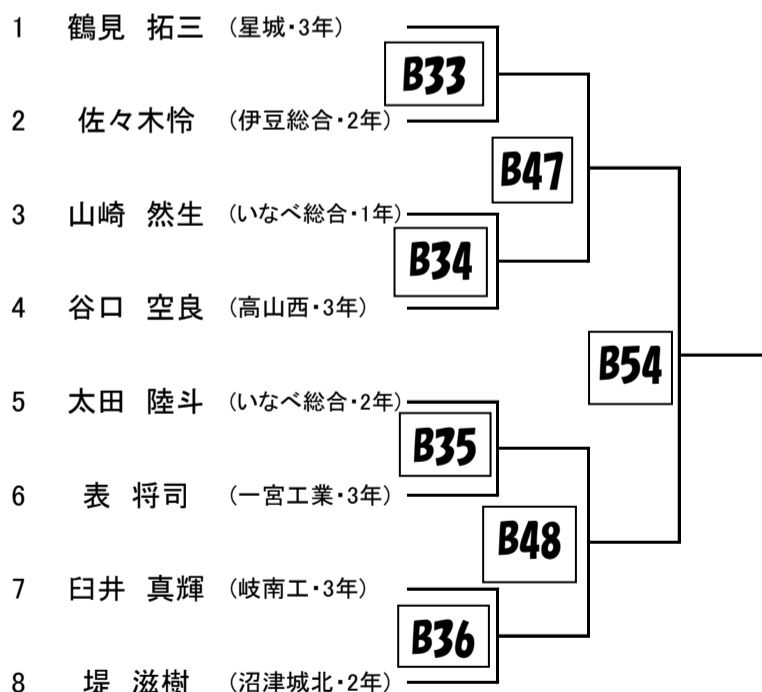 1 鶴見 拓三 (星城・3年)
B33
2 佐々木怜 (伊豆総合・2年)
B47
3 山崎 然生 (いなべ総合・1年)
B34
4 谷口 空良 (高山西・3年)
B54
5 太田 陸斗 (いなべ総合・2年)
B35
6 表 将司 (一宮工業・3年)
B48
7 臼井 真輝 (岐南工・3年)
B36
8 堤 滋樹 (沼津城北・2年)